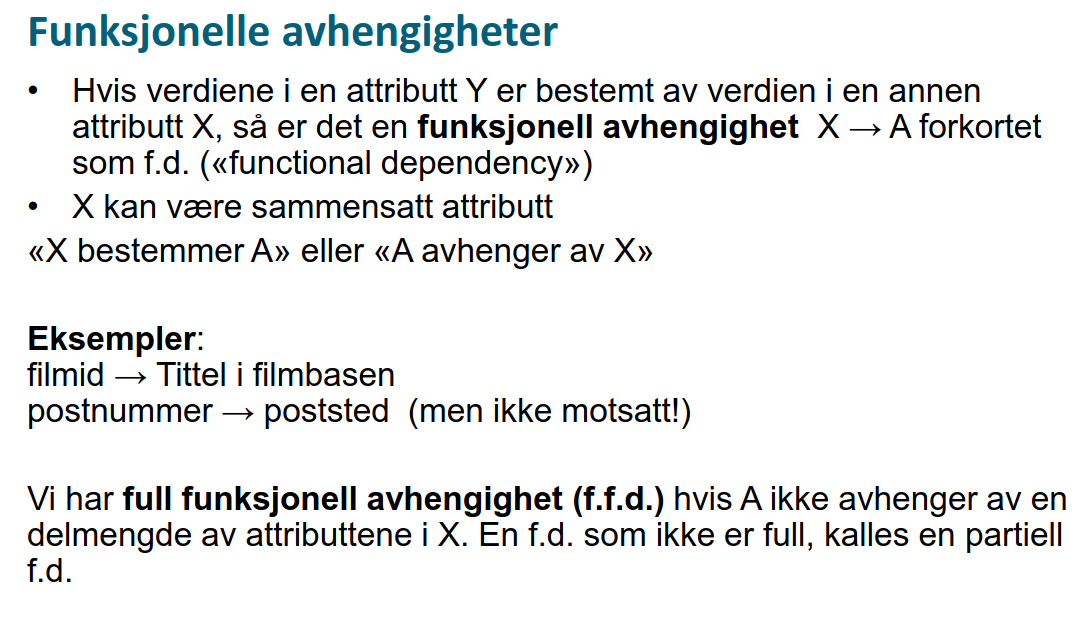 Funksjonelle avhengigheter
• Hvis verdiene i en attributt Y er bestemt av verdien i en annen
attributt X, så er det en funksjonell avhengighet X → A forkortet
som f.d. («functional dependency»)
• X kan være sammensatt attributt
«X bestemmer A» eller «A avhenger av X»
Eksempler:
filmid → Tittel i filmbasen
postnummer → poststed (men ikke motsatt!)
Vi har full funksjonell avhengighet (f.f.d.) hvis A ikke avhenger av en
delmengde av attributtene i X. En f.d. som ikke er full, kalles en partiell
f.d.